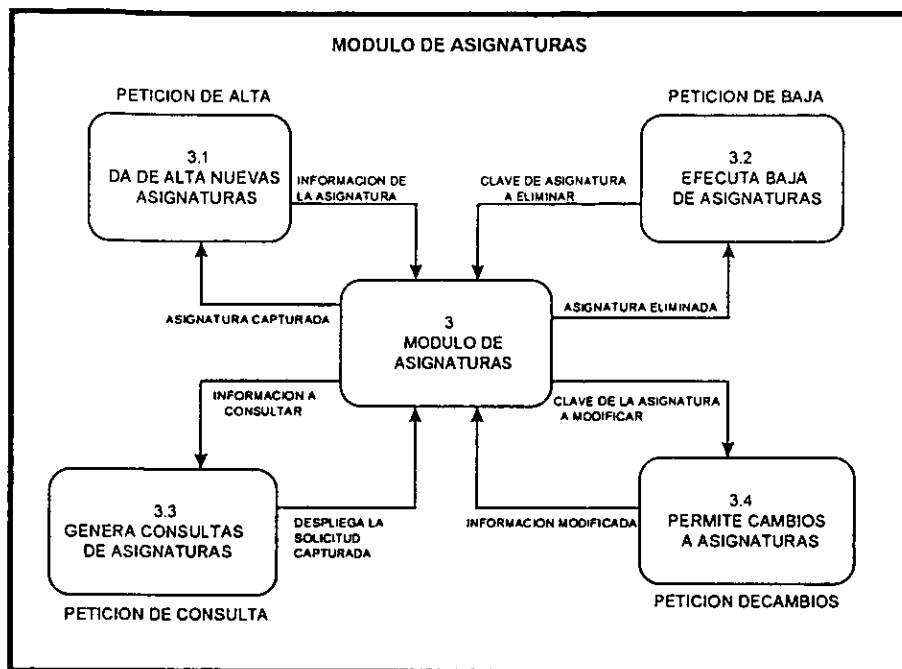 MODULO DE ASIGNATURAS
PETICION DE ALTA
3.1
DA DE ALTA NUEVAS
ASIGNATURAS
INFORMACION DE
LA ASIGNATURA
ASIGNATURA CAPTURADA
PETICION DE BAJA
3.2
EFECUTA BAJA
DE ASIGNATURAS
CLAVE DE ASIGNATURA
A ELIMINAR
ASIGNATURA ELIMINADA
3
MODULO DE
ASIGNATURAS
INFORMACION A
CONSULTAR
3.3
GENERA CONSULTAS
DE ASIGNATURAS
DESPLIEGA LA
SOLICITUD
CAPTURADA
PETICION DE CONSULTA
CLAVE DE LA ASIGNATURA
A MODIFICAR
3.4
PERMITE CAMBIOS
A ASIGNATURAS
INFORMACION MODIFICADA
PETICION DECAMBIOS